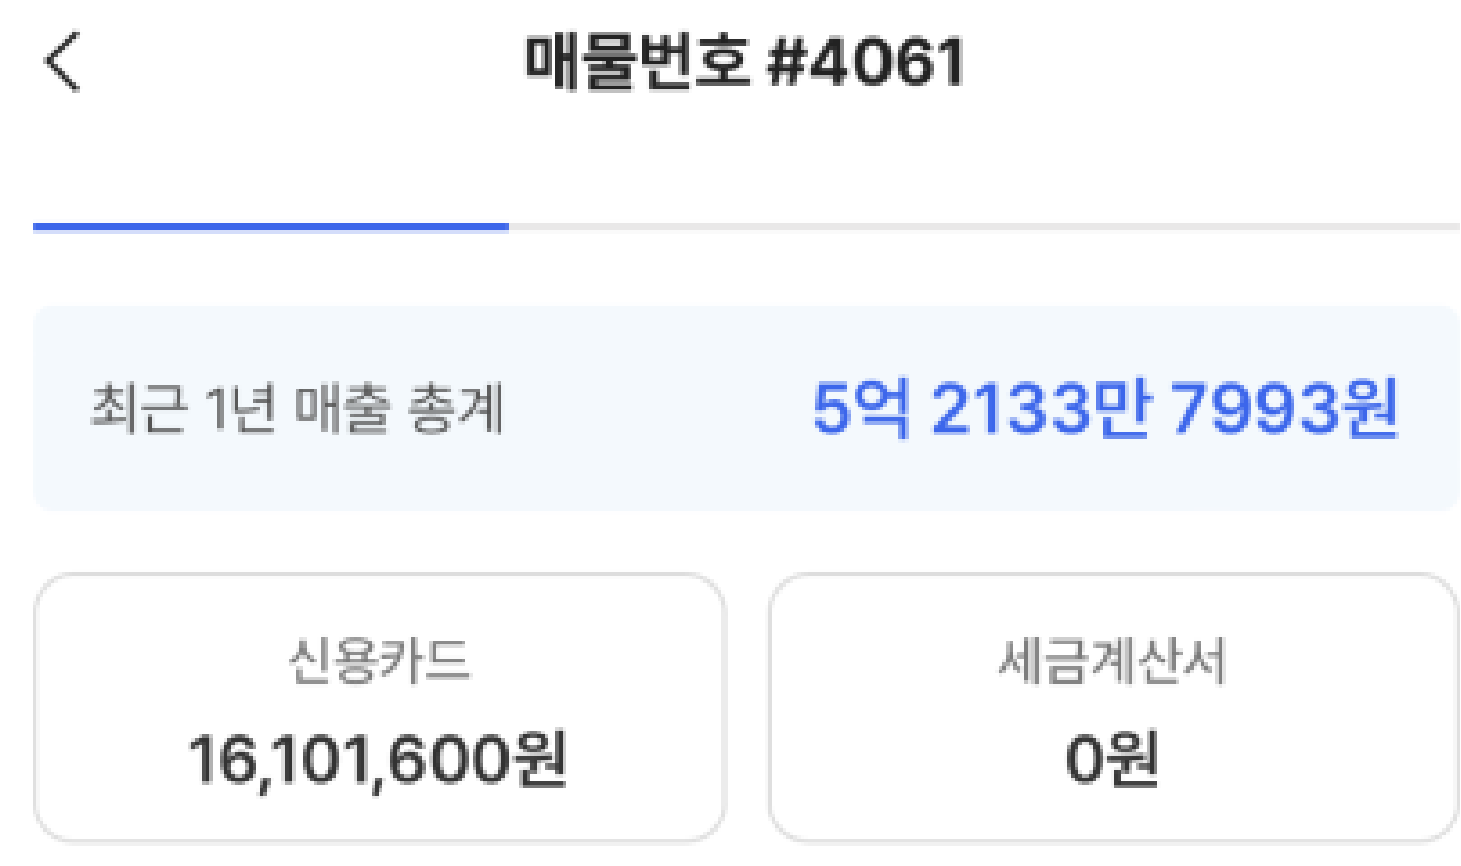 매물번호 #4061
최근 1년 매출 총계 5억 2133만 7993원
신용카드 세금계산서
16,101,600원 0원